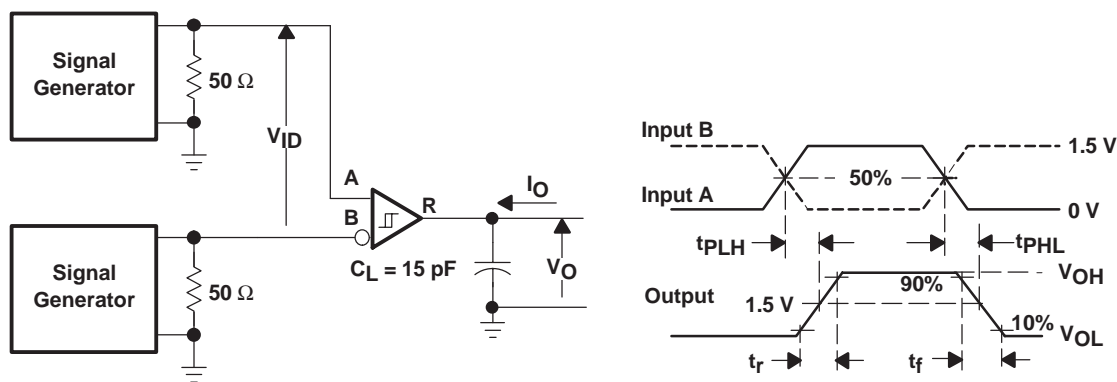 Signal
Generator
50 Ω
VID
A
B
R
IO
CL = 15 pF
VO
Signal
Generator
50 Ω
Input B
1.5 V
50%
Input A
0 V
tPLH
tPHL
VOH
90%
Output
1.5 V
10%
VOL
tr
tf